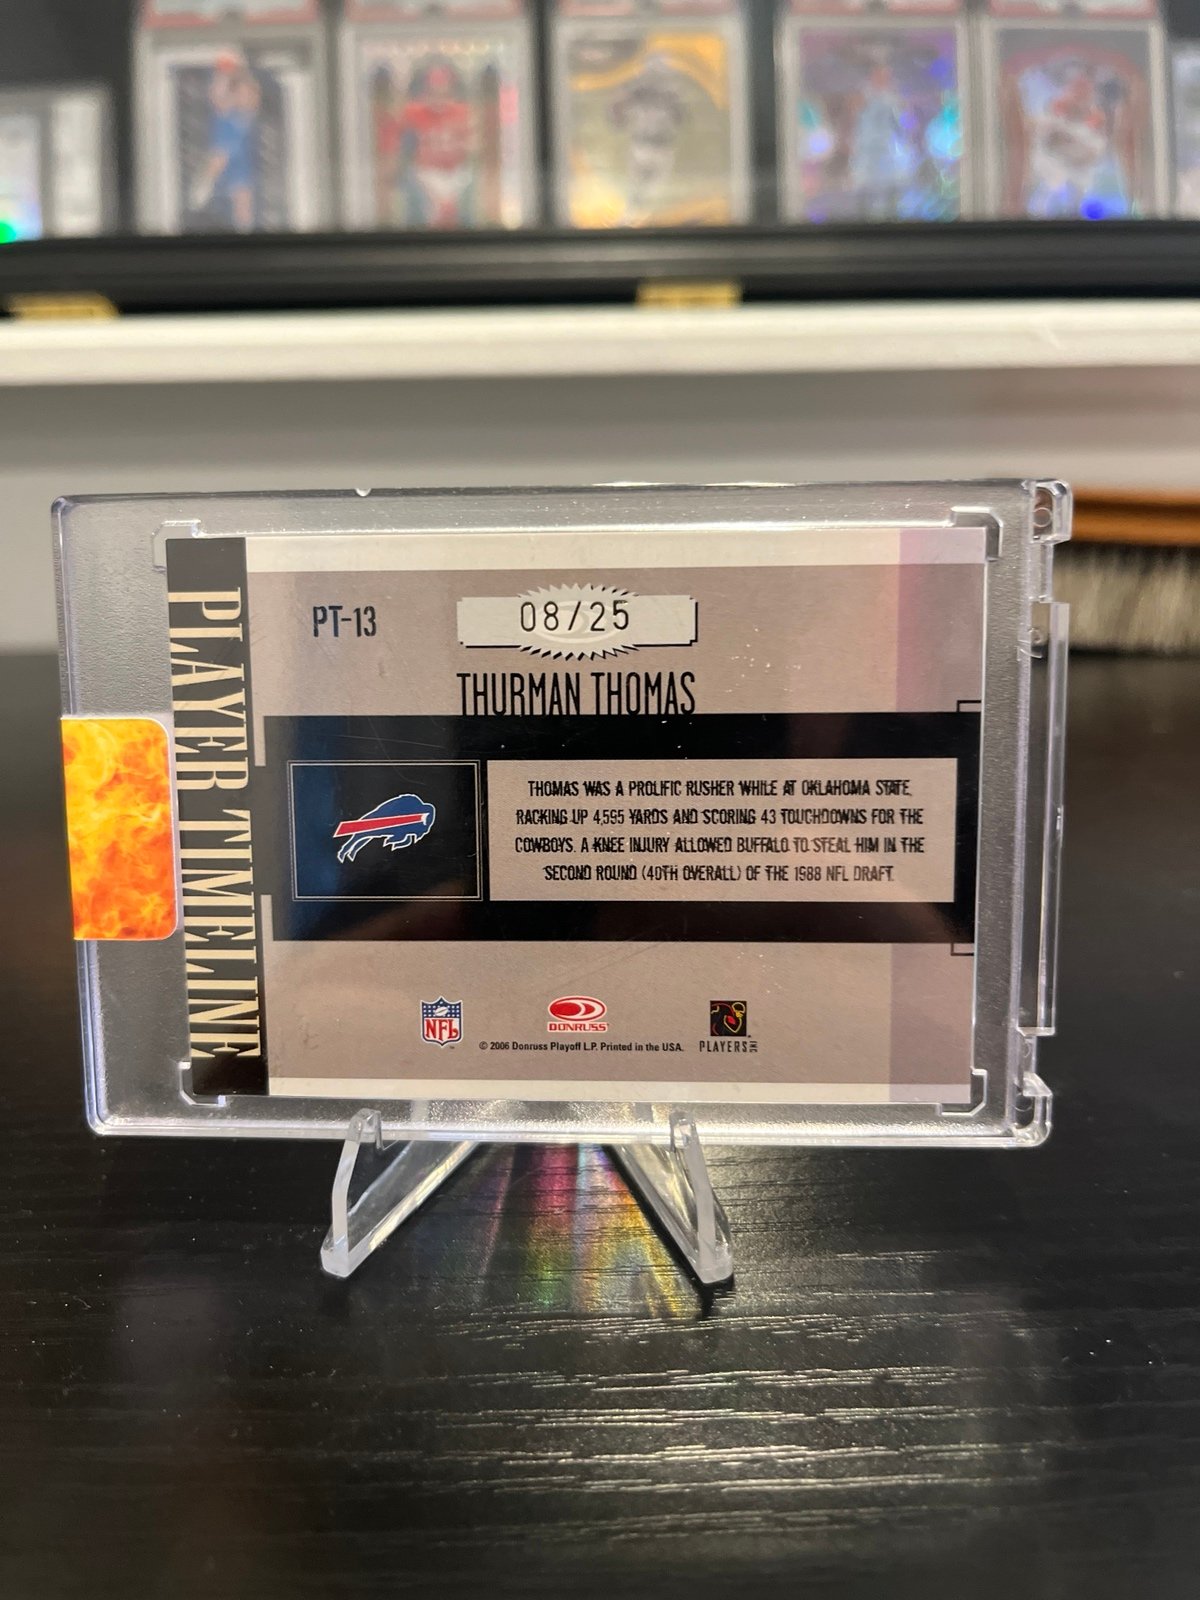 PT-13
08/25
THURMAN THOMAS
PLAYER TIMELINE
THOMAS WAS A PROLIFIC RUSHER WHILE AT OKLAHOMA STATE,
RACKING UP 4,595 YARDS AND SCORING 43 TOUCHDOWNS FOR THE
COWBOYS. A KNEE INJURY ALLOWED BUFFALO TO STEAL HIM IN THE
SECOND ROUND (40TH OVERALL) OF THE 1988 NFL DRAFT.
NFL
DONRUSS
© 2006 Donruss Playoff L.P. Printed in the USA.
PLAYERS INC